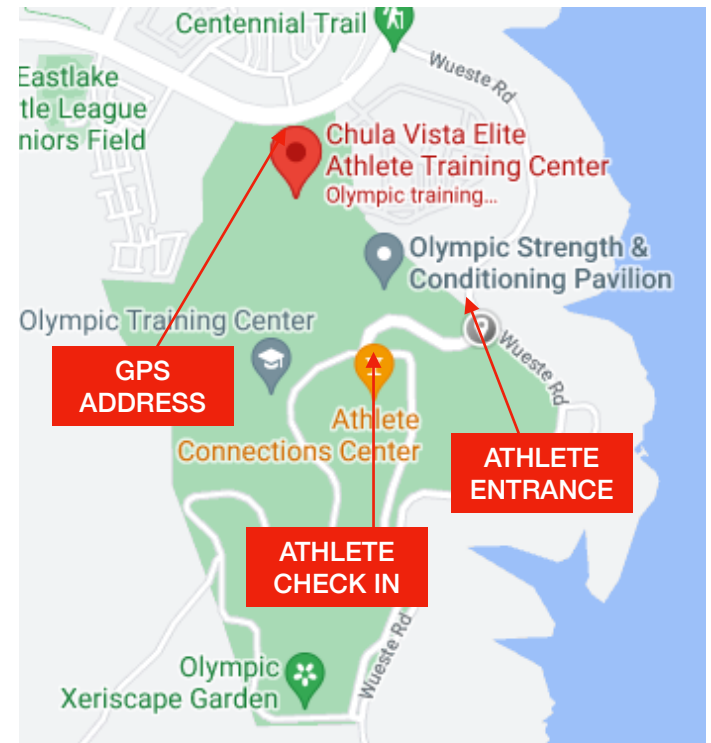 Centennial Trail
Wueste Rd
Eastlake
tle League
niors Field
Chula Vista Elite
Athlete Training Center
Olympic training...
Olympic Strength &
Conditioning Pavilion
Olympic Training Center
Wueste Rd
GPS
ADDRESS
Athlete
Connections Center
ATHLETE
ENTRANCE
ATHLETE
CHECK IN
Wueste Rd
Olympic
Xeriscape Garden